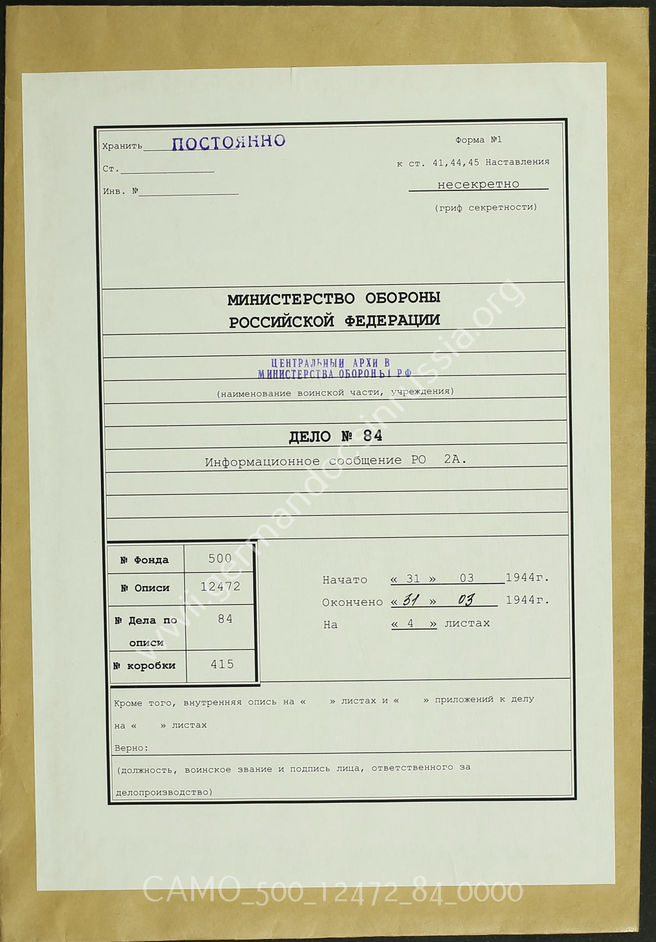 Хранить ПОСТОЯННО
Форма №1
Ст.
к ст. 41,44,45 Наставления
Инв. №
несекретно
(гриф секретности)
МИНИСТЕРСТВО ОБОРОНЫ
РОССИЙСКОЙ ФЕДЕРАЦИИ
ЦЕНТРАЛЬНЫЙ АРХИВ
МИНИСТЕРСТВА ОБОРОНЫ РФ
(наименование воинской части, учреждения)
ДЕЛО № 84
Информационное сообщение РО 2А.
№ Фонда 500
№ Описи 12472
№ Дела по описи 84
№ коробки 415
Начато « 31 » 03 1944г.
Окончено « 31 » 03 1944г.
На « 4 » листах
Кроме того, внутренняя опись на « » листах и « » приложений к делу
на « » листах
Верно:
(должность, воинское звание и подпись лица, ответственного за
делопроизводство)
www.germandocsinrussia.org
CAMO_500_12472_84_0000